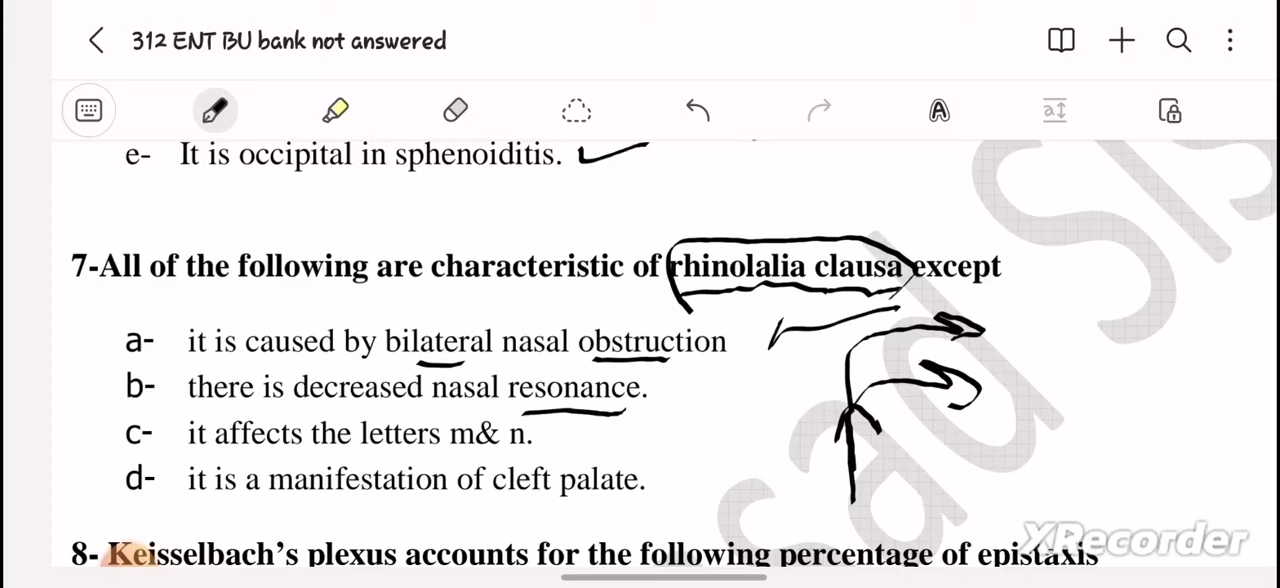 312 ENT BU bank not answered
e- It is occipital in sphenoiditis.
7-All of the following are characteristic of rhinolalia clausa except
a- it is caused by bilateral nasal obstruction
b- there is decreased nasal resonance.
c- it affects the letters m& n.
d- it is a manifestation of cleft palate.
XRecorder
8- Keisselbach's plexus accounts for the following percentage of epistaxis